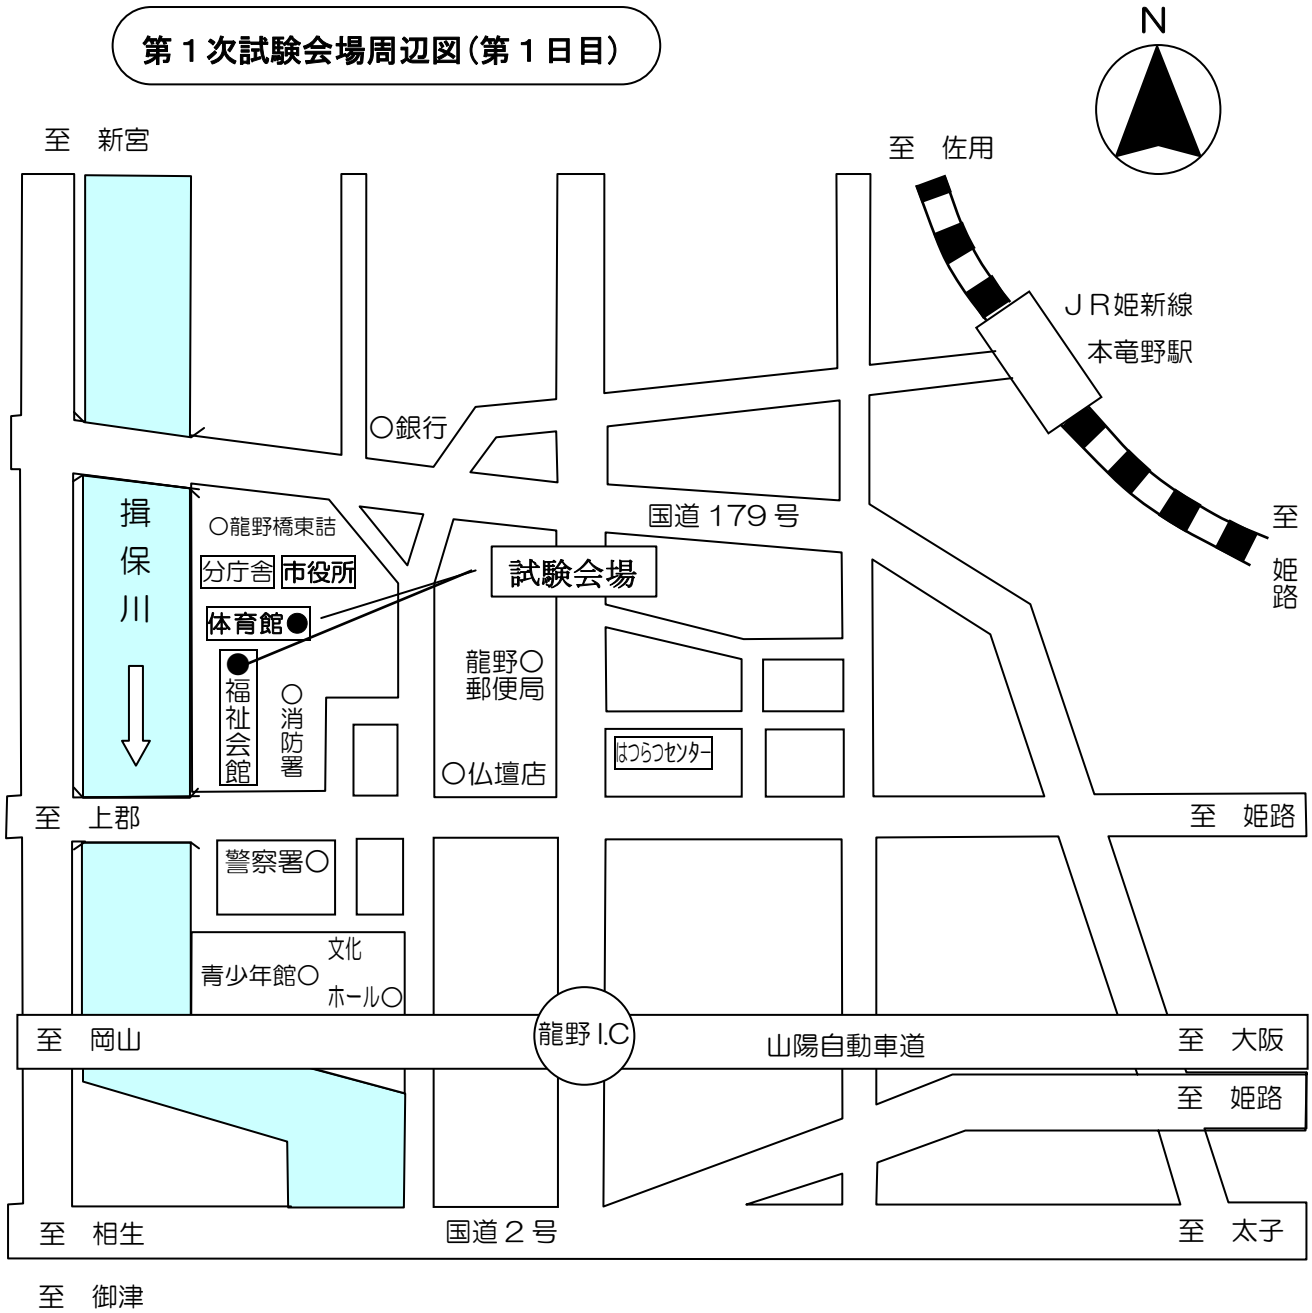 第１次試験会場周辺図（第１日目）
N
至　新宮
至　佐用
ＪＲ姫新線
本竜野駅
○銀行
国道179号
至　姫路
揖保川
○龍野橋東詰
分庁舎
市役所
試験会場
体育館●
●福祉会館
○消防署
龍野○
郵便局
○仏壇店
はつらつセンター
至　上郡
至　姫路
警察署○
青少年館○
文化
ホール○
至　岡山
龍野I.C
山陽自動車道
至　大阪
至　姫路
至　相生
国道２号
至　太子
至　御津